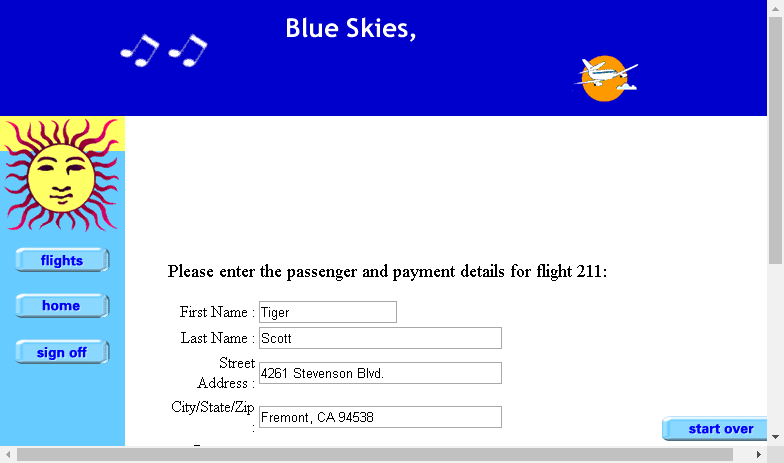 Blue Skies,
flights
home
sign off
Please enter the passenger and payment details for flight 211:
First Name : Tiger
Last Name : Scott
Street
Address : 4261 Stevenson Blvd.
City/State/Zip
: Fremont, CA 94538
start over